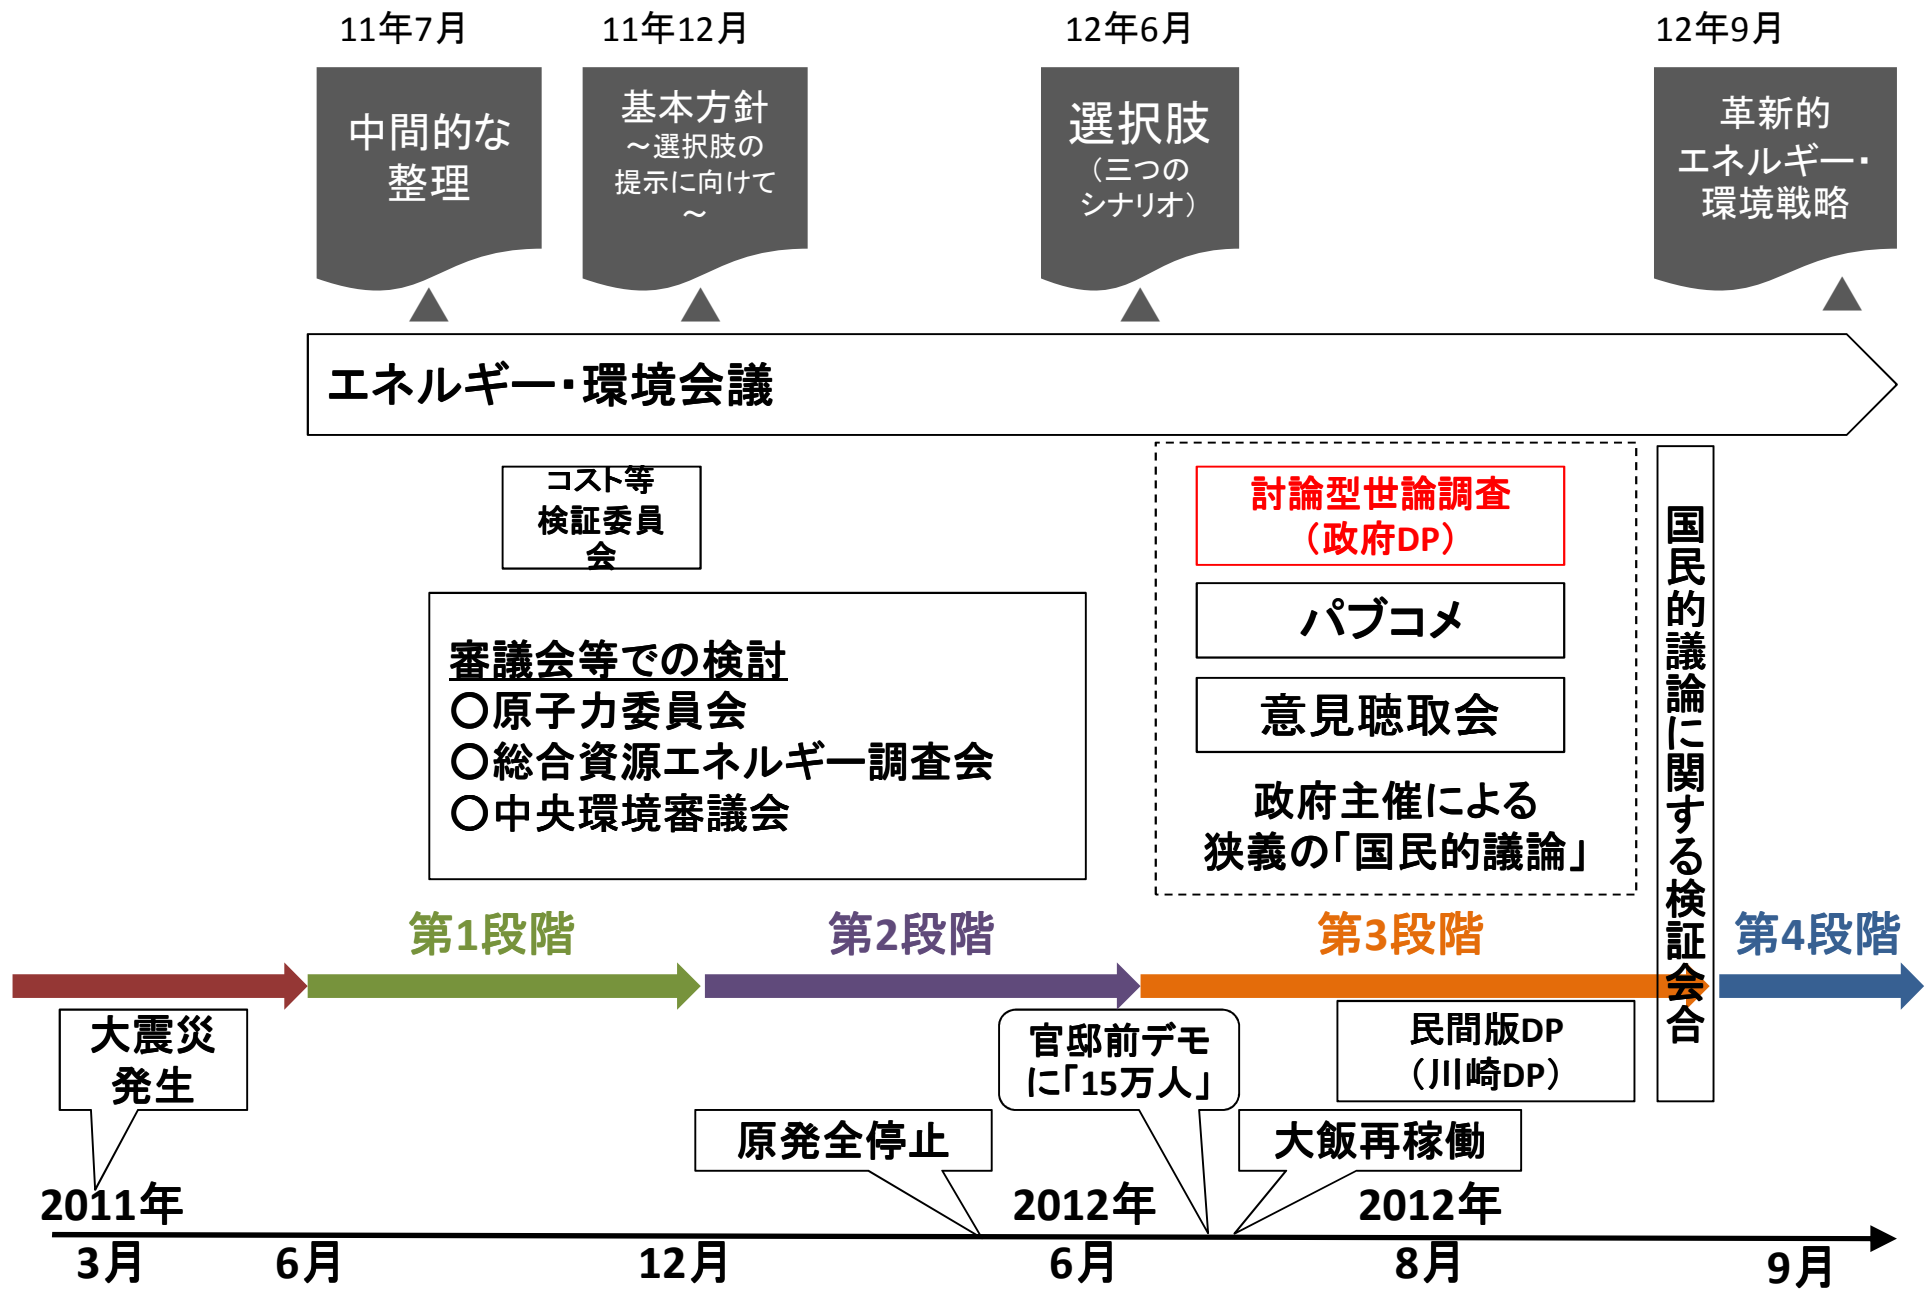 11年7月
11年12月
12年6月
12年9月
中間的な
整理
基本方針
～選択肢の
提示に向けて
～
選択肢
（三つの
シナリオ）
革新的
エネルギー・
環境戦略
エネルギー・環境会議
コスト等
検証委員
会
審議会等での検討
〇原子力委員会
〇総合資源エネルギー調査会
〇中央環境審議会
討論型世論調査
（政府DP）
パブコメ
意見聴取会
政府主催による
狭義の「国民的議論」
国民的議論に関する検証会合
第1段階
第2段階
第3段階
第4段階
大震災
発生
官邸前デモ
に「15万人」
民間版DP
（川崎DP）
原発全停止
大飯再稼働
2011年
2012年
2012年
3月
6月
12月
6月
8月
9月